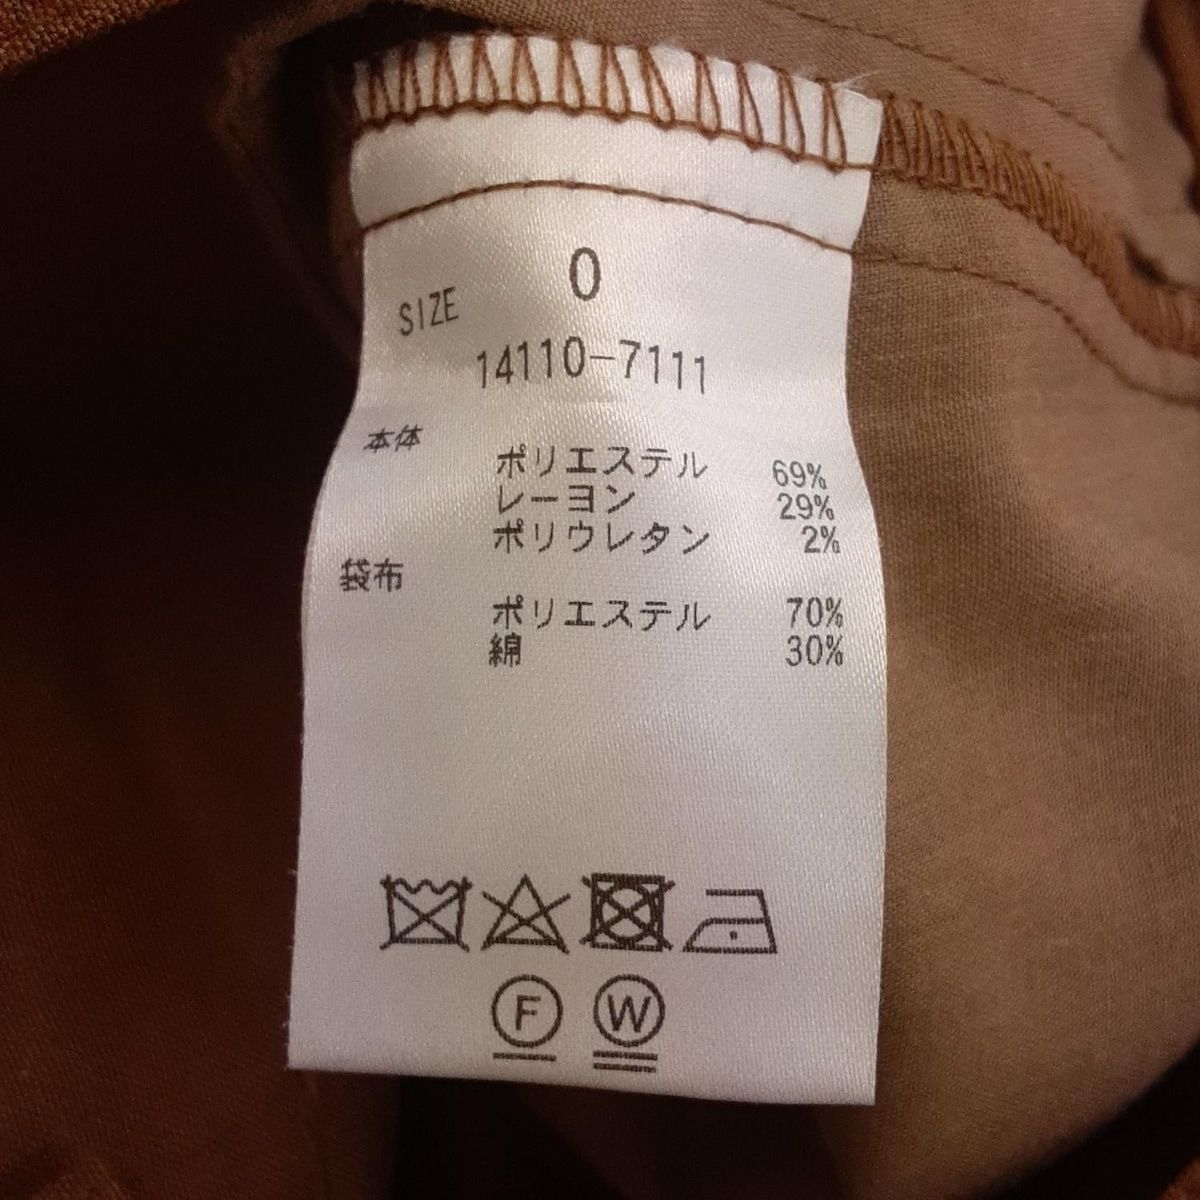 SIZE 0
14110-7111
本体 ポリエステル 69%
レーヨン 29%
ポリウレタン 2%
袋布
ポリエステル 70%
綿 30%
F W